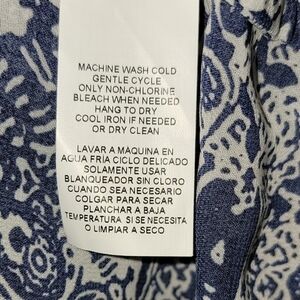 MACHINE WASH COLD
GENTLE CYCLE
ONLY NON-CHLORINE
BLEACH WHEN NEEDED
HANG TO DRY
COOL IRON IF NEEDED
OR DRY CLEAN
LAVAR A MAQUINA EN
AGUA FRIA CICLO DELICADO
SOLAMENTE USAR
BLANQUEADOR SIN CLORO
CUANDO SEA NECESARIO
COLGAR PARA SECAR
PLANCHAR A BAJA
TEMPERATURA SI SE NECESITA
O LIMPIAR A SECO